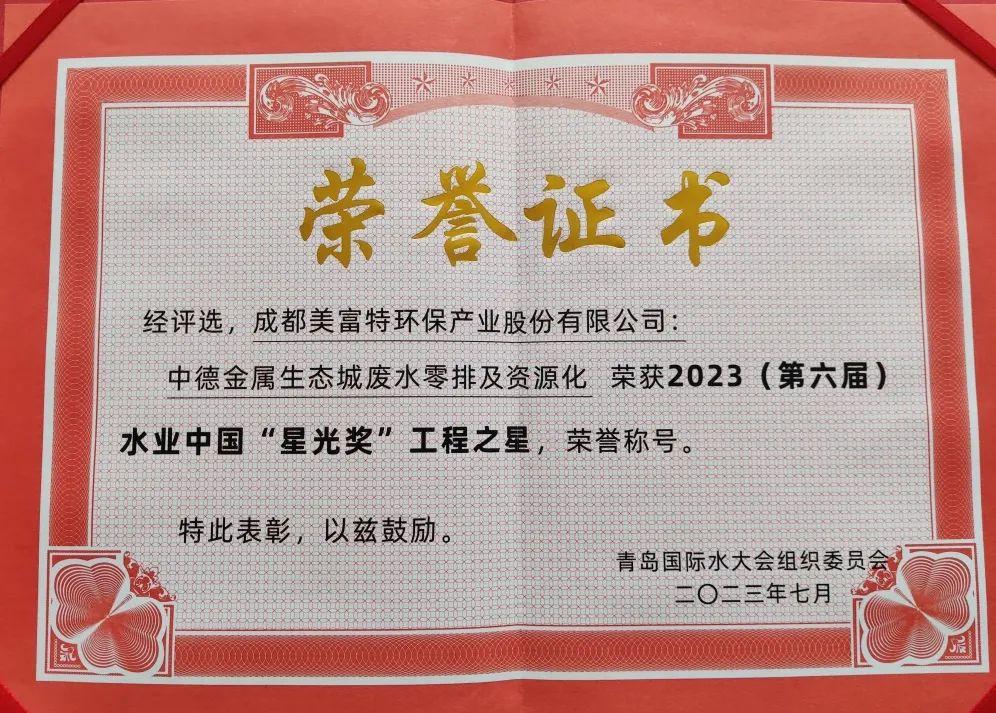 荣誉证书
经评选，成都美富特环保产业股份有限公司：
中德金属生态城废水零排及资源化 荣获2023（第六届）
水业中国“星光奖”工程之星，荣誉称号。
特此表彰，以兹鼓励。
青岛国际水大会组织委员会
二〇二三年七月